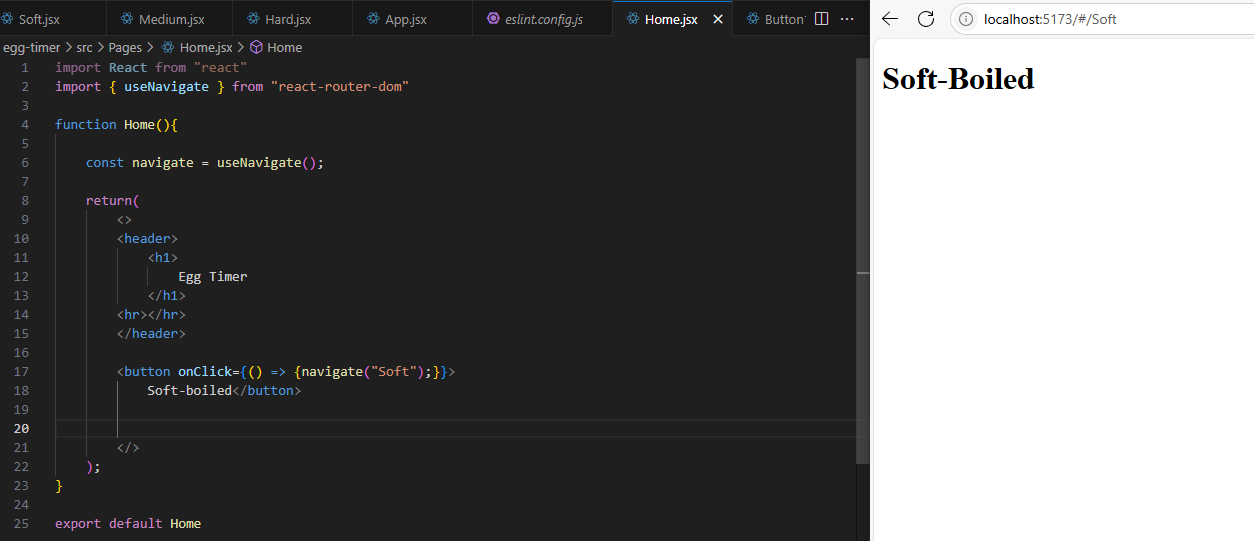 Soft.jsx Medium.jsx Hard.jsx App.jsx eslint.config.js Home.jsx Button
egg-timer > src > Pages > Home.jsx > Home
1 import React from "react"
2 import { useNavigate } from "react-router-dom"
3
4 function Home(){
5
6 const navigate = useNavigate();
7
8 return(
9 <>
10 <header>
11 <h1>
12 Egg Timer
13 </h1>
14 <hr></hr>
15 </header>
16
17 <button onClick={() => {navigate("Soft");}}>
18 Soft-boiled</button>
19
20
21 </>
22 );
23 }
24
25 export default Home
localhost:5173/#/Soft
Soft-Boiled